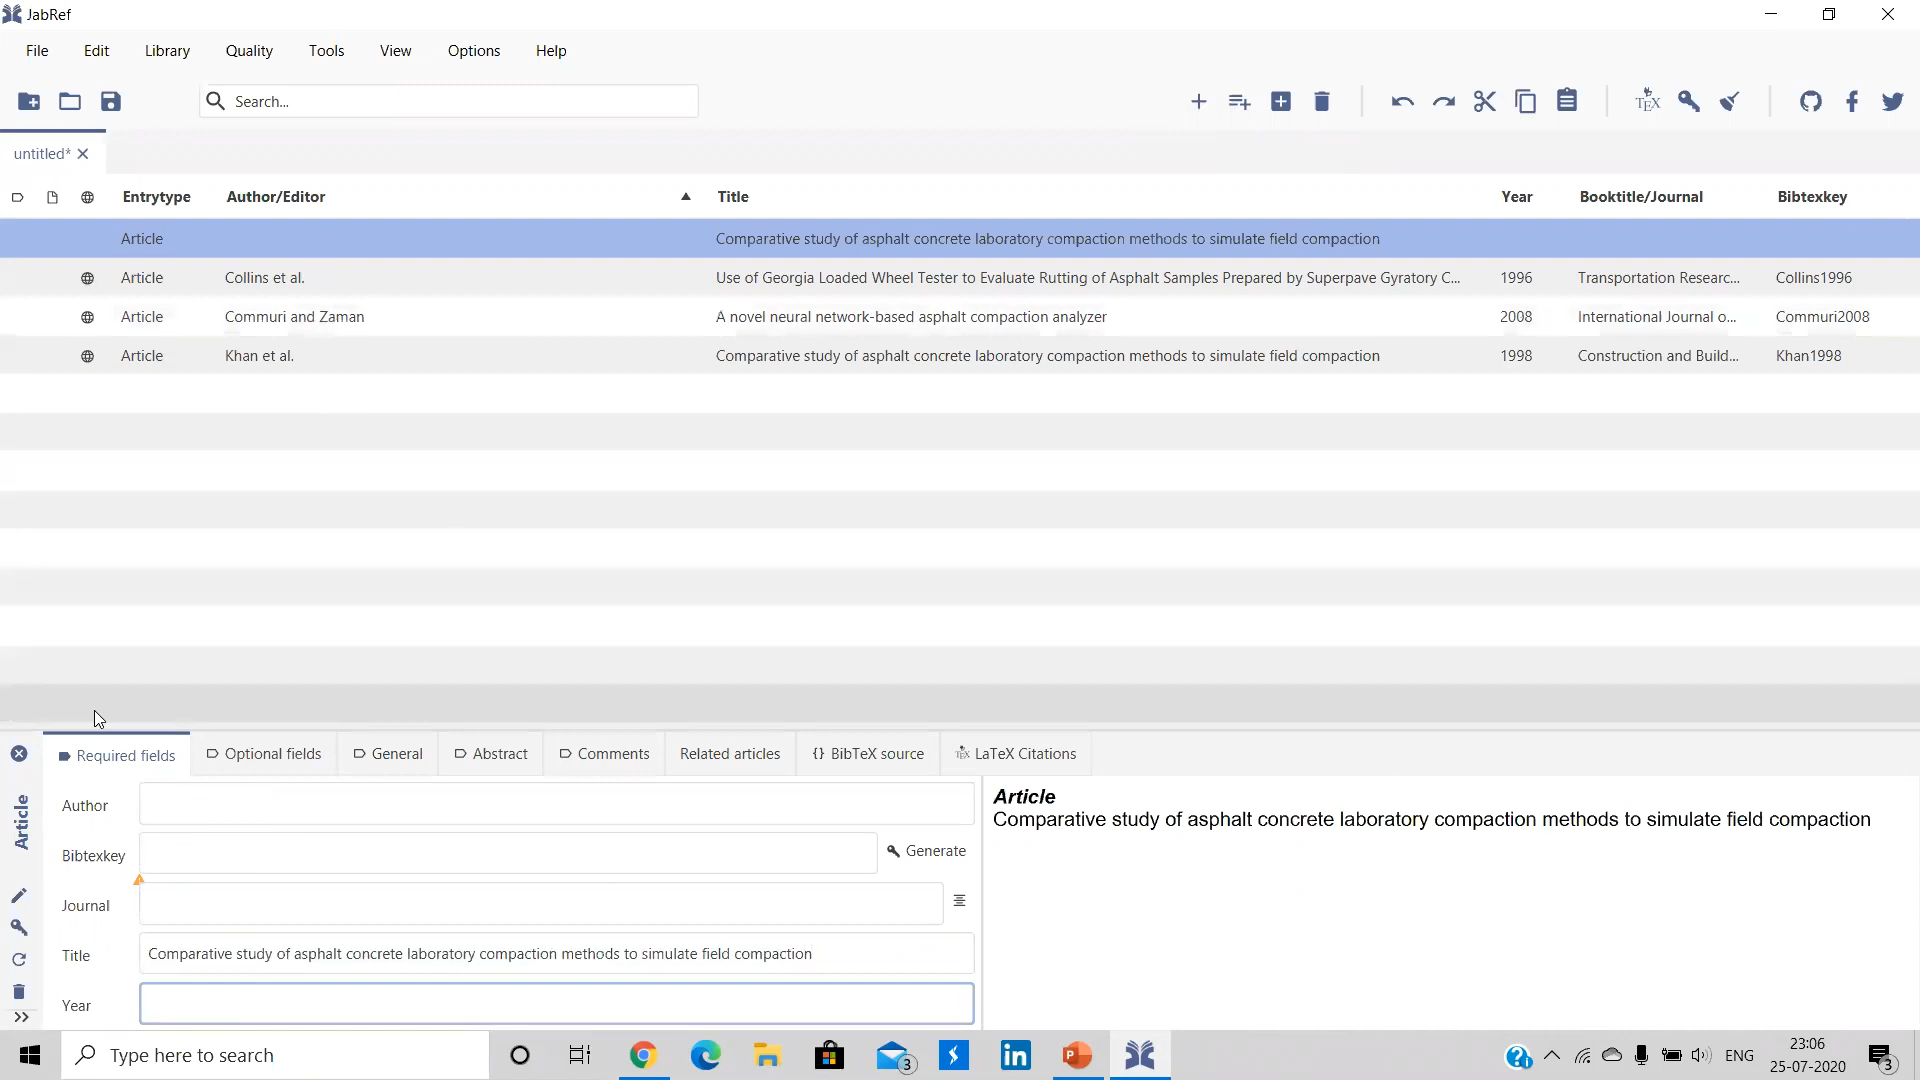 JabRef
File Edit Library Quality Tools View Options Help
Search...
TEX
untitled*
Entrytype Author/Editor Title Year Booktitle/Journal Bibtexkey
Article Comparative study of asphalt concrete laboratory compaction methods to simulate field compaction
Article Collins et al. Use of Georgia Loaded Wheel Tester to Evaluate Rutting of Asphalt Samples Prepared by Superpave Gyratory C... 1996 Transportation Researc... Collins1996
Article Commuri and Zaman A novel neural network-based asphalt compaction analyzer 2008 International Journal o... Commuri2008
Article Khan et al. Comparative study of asphalt concrete laboratory compaction methods to simulate field compaction 1998 Construction and Build... Khan1998
Required fields Optional fields General Abstract Comments Related articles {} BibTeX source TEX LaTeX Citations
Article
Author
Bibtexkey Generate
Journal
Title Comparative study of asphalt concrete laboratory compaction methods to simulate field compaction
Year
Article
Comparative study of asphalt concrete laboratory compaction methods to simulate field compaction
Type here to search
3
ENG
23:06
25-07-2020
3